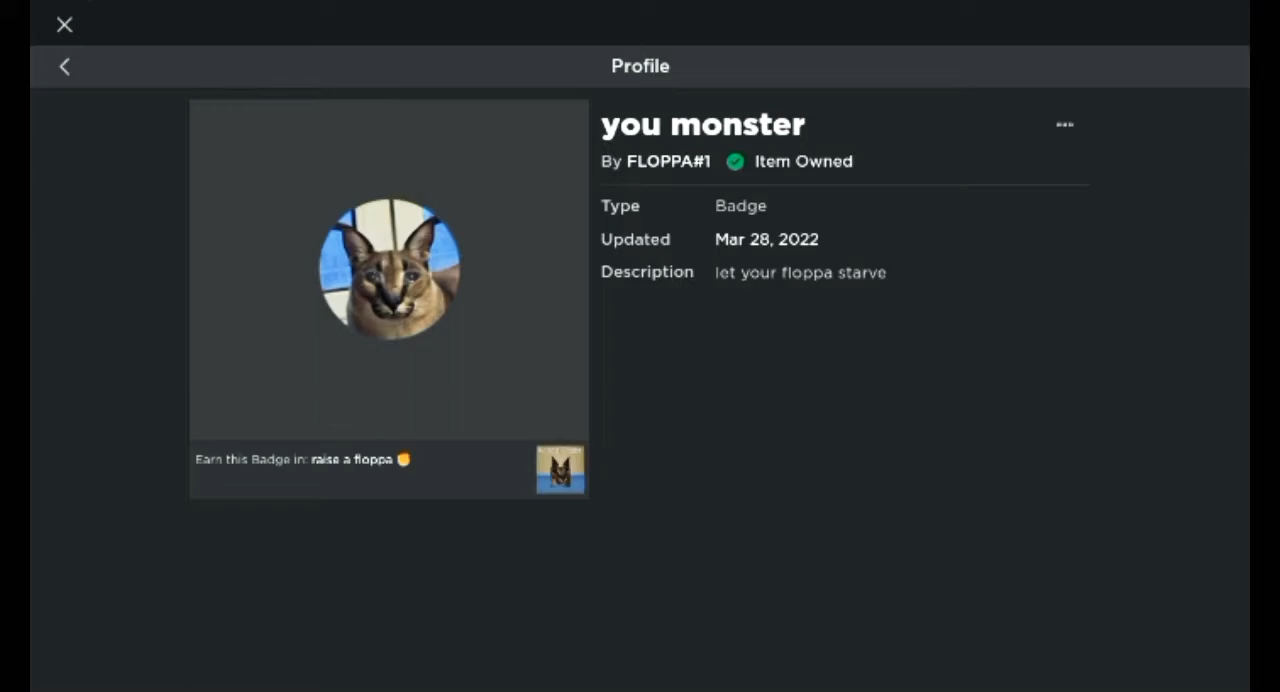 Profile
you monster
By FLOPPA#1 Item Owned
Type Badge
Updated Mar 28, 2022
Description let your floppa starve
Earn this Badge in: raise a floppa